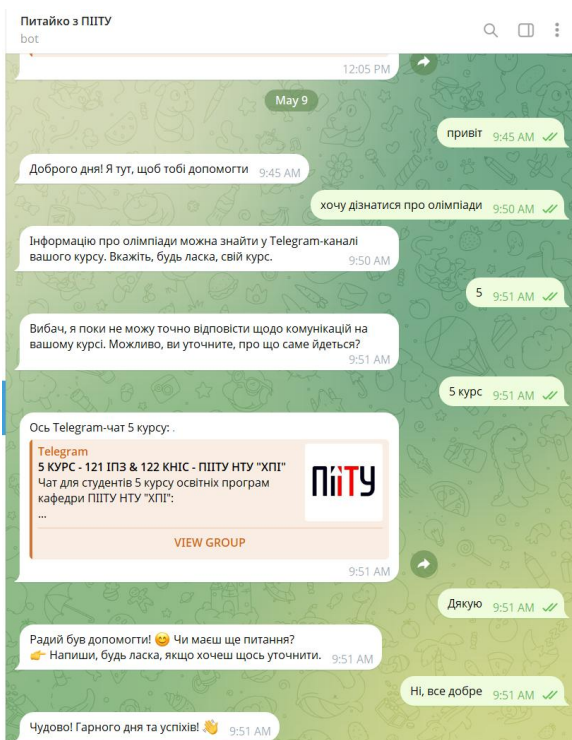 Питайко з ПІІТУ
bot
12:05 PM
May 9
привіт 9:45 AM
Доброго дня! Я тут, щоб тобі допомогти 9:45 AM
хочу дізнатися про олімпіади 9:50 AM
Інформацію про олімпіади можна знайти у Telegram-каналі
вашого курсу. Вкажіть, будь ласка, свій курс.
9:50 AM
5 9:51 AM
Вибач, я поки не можу точно відповісти щодо комунікацій на
вашому курсі. Можливо, ви уточните, про що саме йдеться?
9:51 AM
5 курс 9:51 AM
Ось Telegram-чат 5 курсу: .
Telegram
5 КУРС - 121 ІПЗ & 122 КНІС - ПІІТУ НТУ "ХПІ"
Чат для студентів 5 курсу освітніх програм
кафедри ПІІТУ НТУ "ХПІ":
...
ПІІТУ
VIEW GROUP
9:51 AM
Дякую 9:51 AM
Радий був допомогти! 😊 Чи маєш ще питання?
👉 Напиши, будь ласка, якщо хочеш щось уточнити. 9:51 AM
Ні, все добре 9:51 AM
Чудово! Гарного дня та успіхів! 👋 9:51 AM